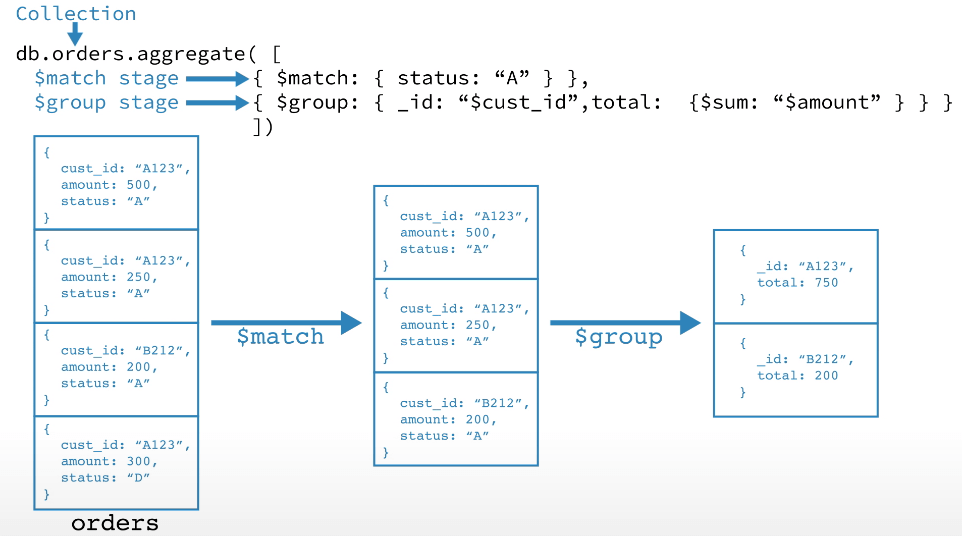 Collection
db.orders.aggregate( [
$match stage
{ $match: { status: “A” } },
$group stage
{ $group: { _id: “$cust_id”,total:  {$sum: “$amount” } } }
])
{
cust_id: “A123”,
amount: 500,
status: “A”
}
{
cust_id: “A123”,
amount: 250,
status: “A”
}
{
cust_id: “B212”,
amount: 200,
status: “A”
}
{
cust_id: “A123”,
amount: 300,
status: “D”
}
orders
$match
{
cust_id: “A123”,
amount: 500,
status: “A”
}
{
cust_id: “A123”,
amount: 250,
status: “A”
}
{
cust_id: “B212”,
amount: 200,
status: “A”
}
$group
{
_id: “A123”,
total: 750
}
{
_id: “B212”,
total: 200
}